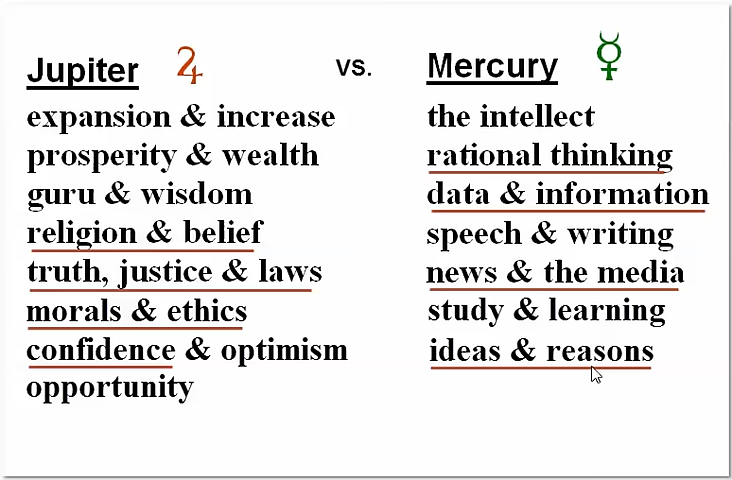 Jupiter ♃ vs. Mercury ☿
expansion & increase
prosperity & wealth
guru & wisdom
religion & belief
truth, justice & laws
morals & ethics
confidence & optimism
opportunity
the intellect
rational thinking
data & information
speech & writing
news & the media
study & learning
ideas & reasons